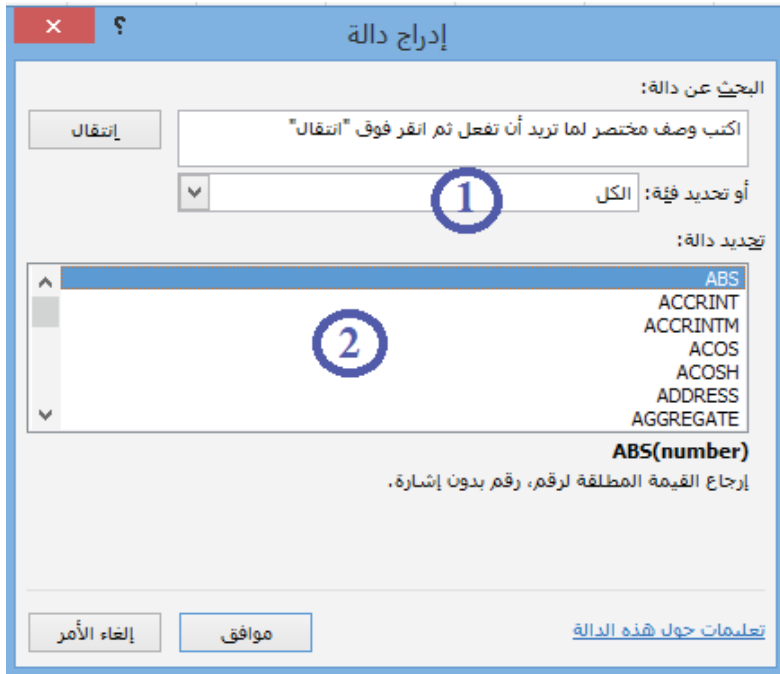 إدراج دالة
؟
×
البحث عن دالة:
اكتب وصف مختصر لما تريد أن تفعل ثم انقر فوق "انتقال"
إنتقال
أو تحديد فئة:
الكل
1
تحديد دالة:
ABS
ACCRINT
ACCRINTM
ACOS
ACOSH
ADDRESS
AGGREGATE
2
ABS(number)
إرجاع القيمة المطلقة لرقم، رقم بدون إشارة.
تعليمات حول هذه الدالة
موافق
إلغاء الأمر